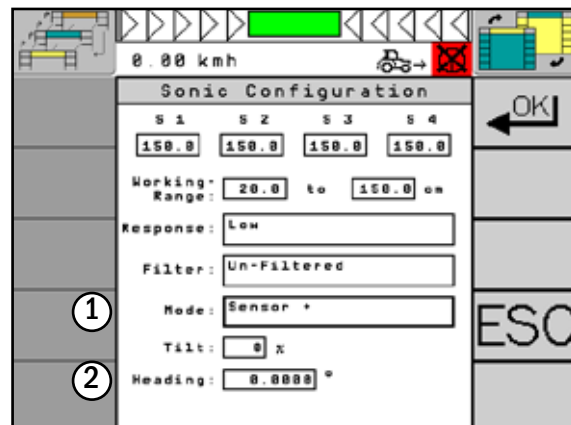 0.00 kmh
Sonic Configuration
S 1 S 2 S 3 S 4
150.0 150.0 150.0 150.0
Working-
Range: 20.0 to 150.0 cm
Response: Low
Filter: Un-Filtered
1 Mode: Sensor +
Tilt: 0 %
2 Heading: 0.0000 °
OK
ESC